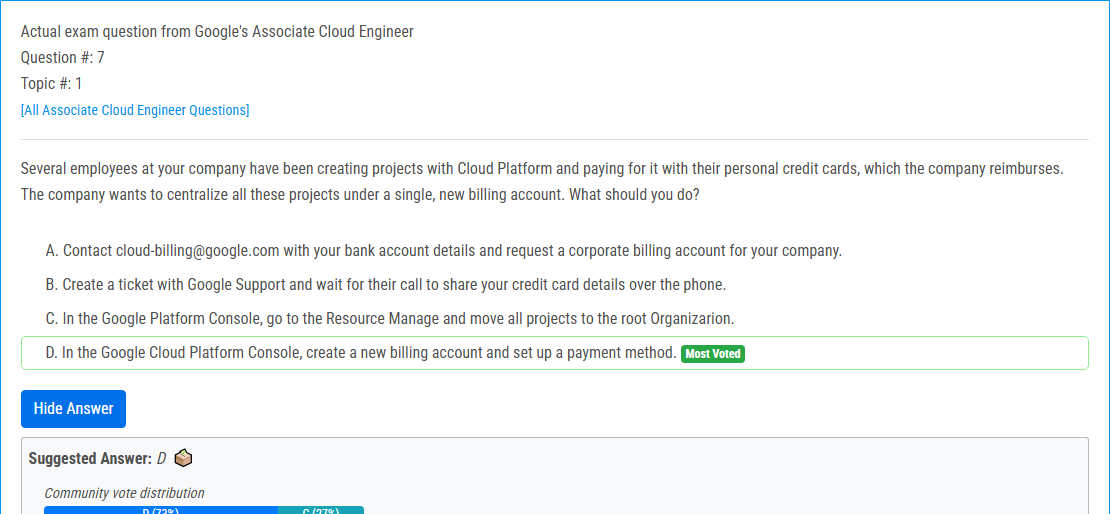 Actual exam question from Google's Associate Cloud Engineer
Question #: 7
Topic #: 1
[All Associate Cloud Engineer Questions]
Several employees at your company have been creating projects with Cloud Platform and paying for it with their personal credit cards, which the company reimburses.
The company wants to centralize all these projects under a single, new billing account. What should you do?
A. Contact cloud-billing@google.com with your bank account details and request a corporate billing account for your company.
B. Create a ticket with Google Support and wait for their call to share your credit card details over the phone.
C. In the Google Platform Console, go to the Resource Manage and move all projects to the root Organizarion.
D. In the Google Cloud Platform Console, create a new billing account and set up a payment method. Most Voted
Hide Answer
Suggested Answer: D
Community vote distribution
D (73%) C (27%)